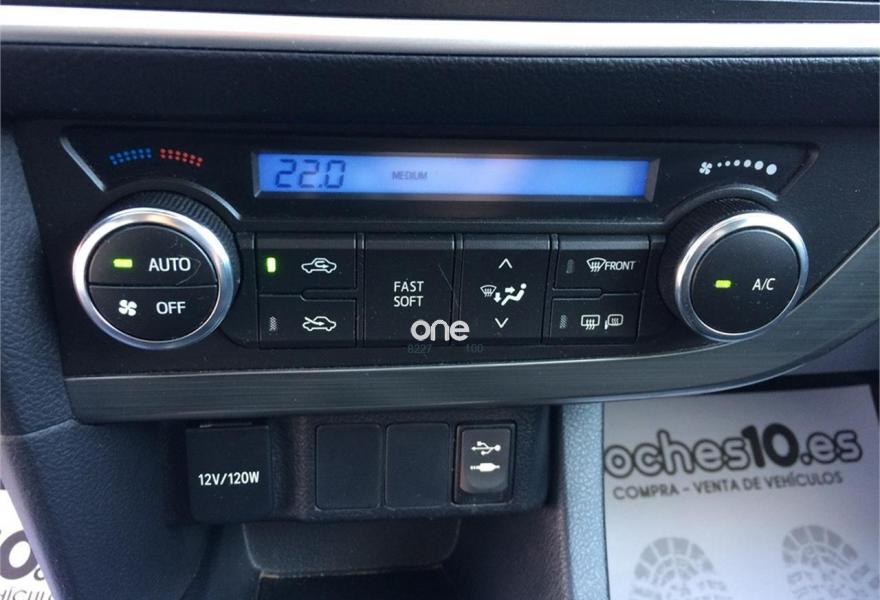 22.0 MEDIUM
AUTO
OFF
FAST
SOFT
FRONT
A/C
one
8227 100
12V/120W
oches10.es
COMPRA - VENTA DE VEHÍCULOS